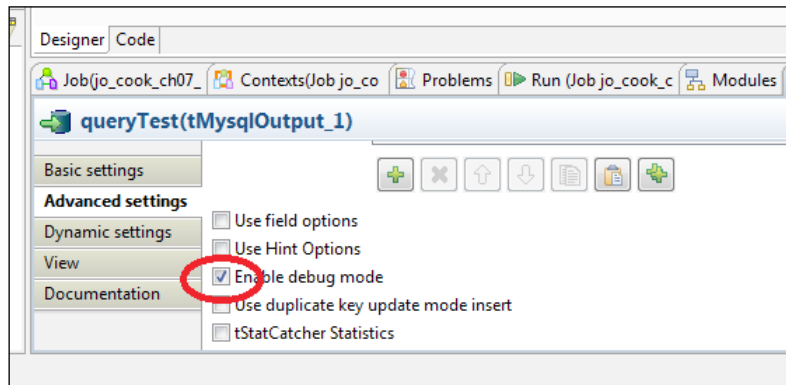 Designer Code
Job(jo_cook_ch07_ Contexts(Job jo_co Problems Run (Job jo_cook_c Modules
queryTest(tMysqlOutput_1)
Basic settings
Advanced settings
Dynamic settings
View
Documentation
Use field options
Use Hint Options
Enable debug mode
Use duplicate key update mode insert
tStatCatcher Statistics